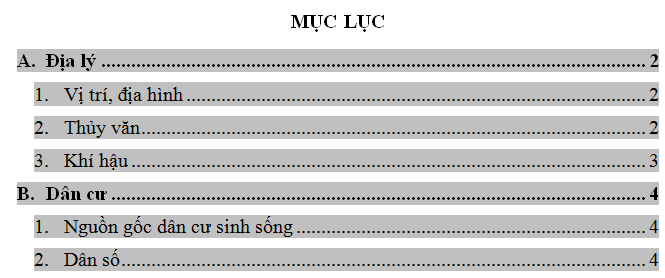 MỤC LỤC
A. Địa lý ........................................................................................................ 2
1. Vị trí, địa hình ........................................................................................... 2
2. Thủy văn.................................................................................................... 2
3. Khí hậu ...................................................................................................... 3
B. Dân cư ...................................................................................................... 4
1. Nguồn gốc dân cư sinh sống ..................................................................... 4
2. Dân số........................................................................................................ 4